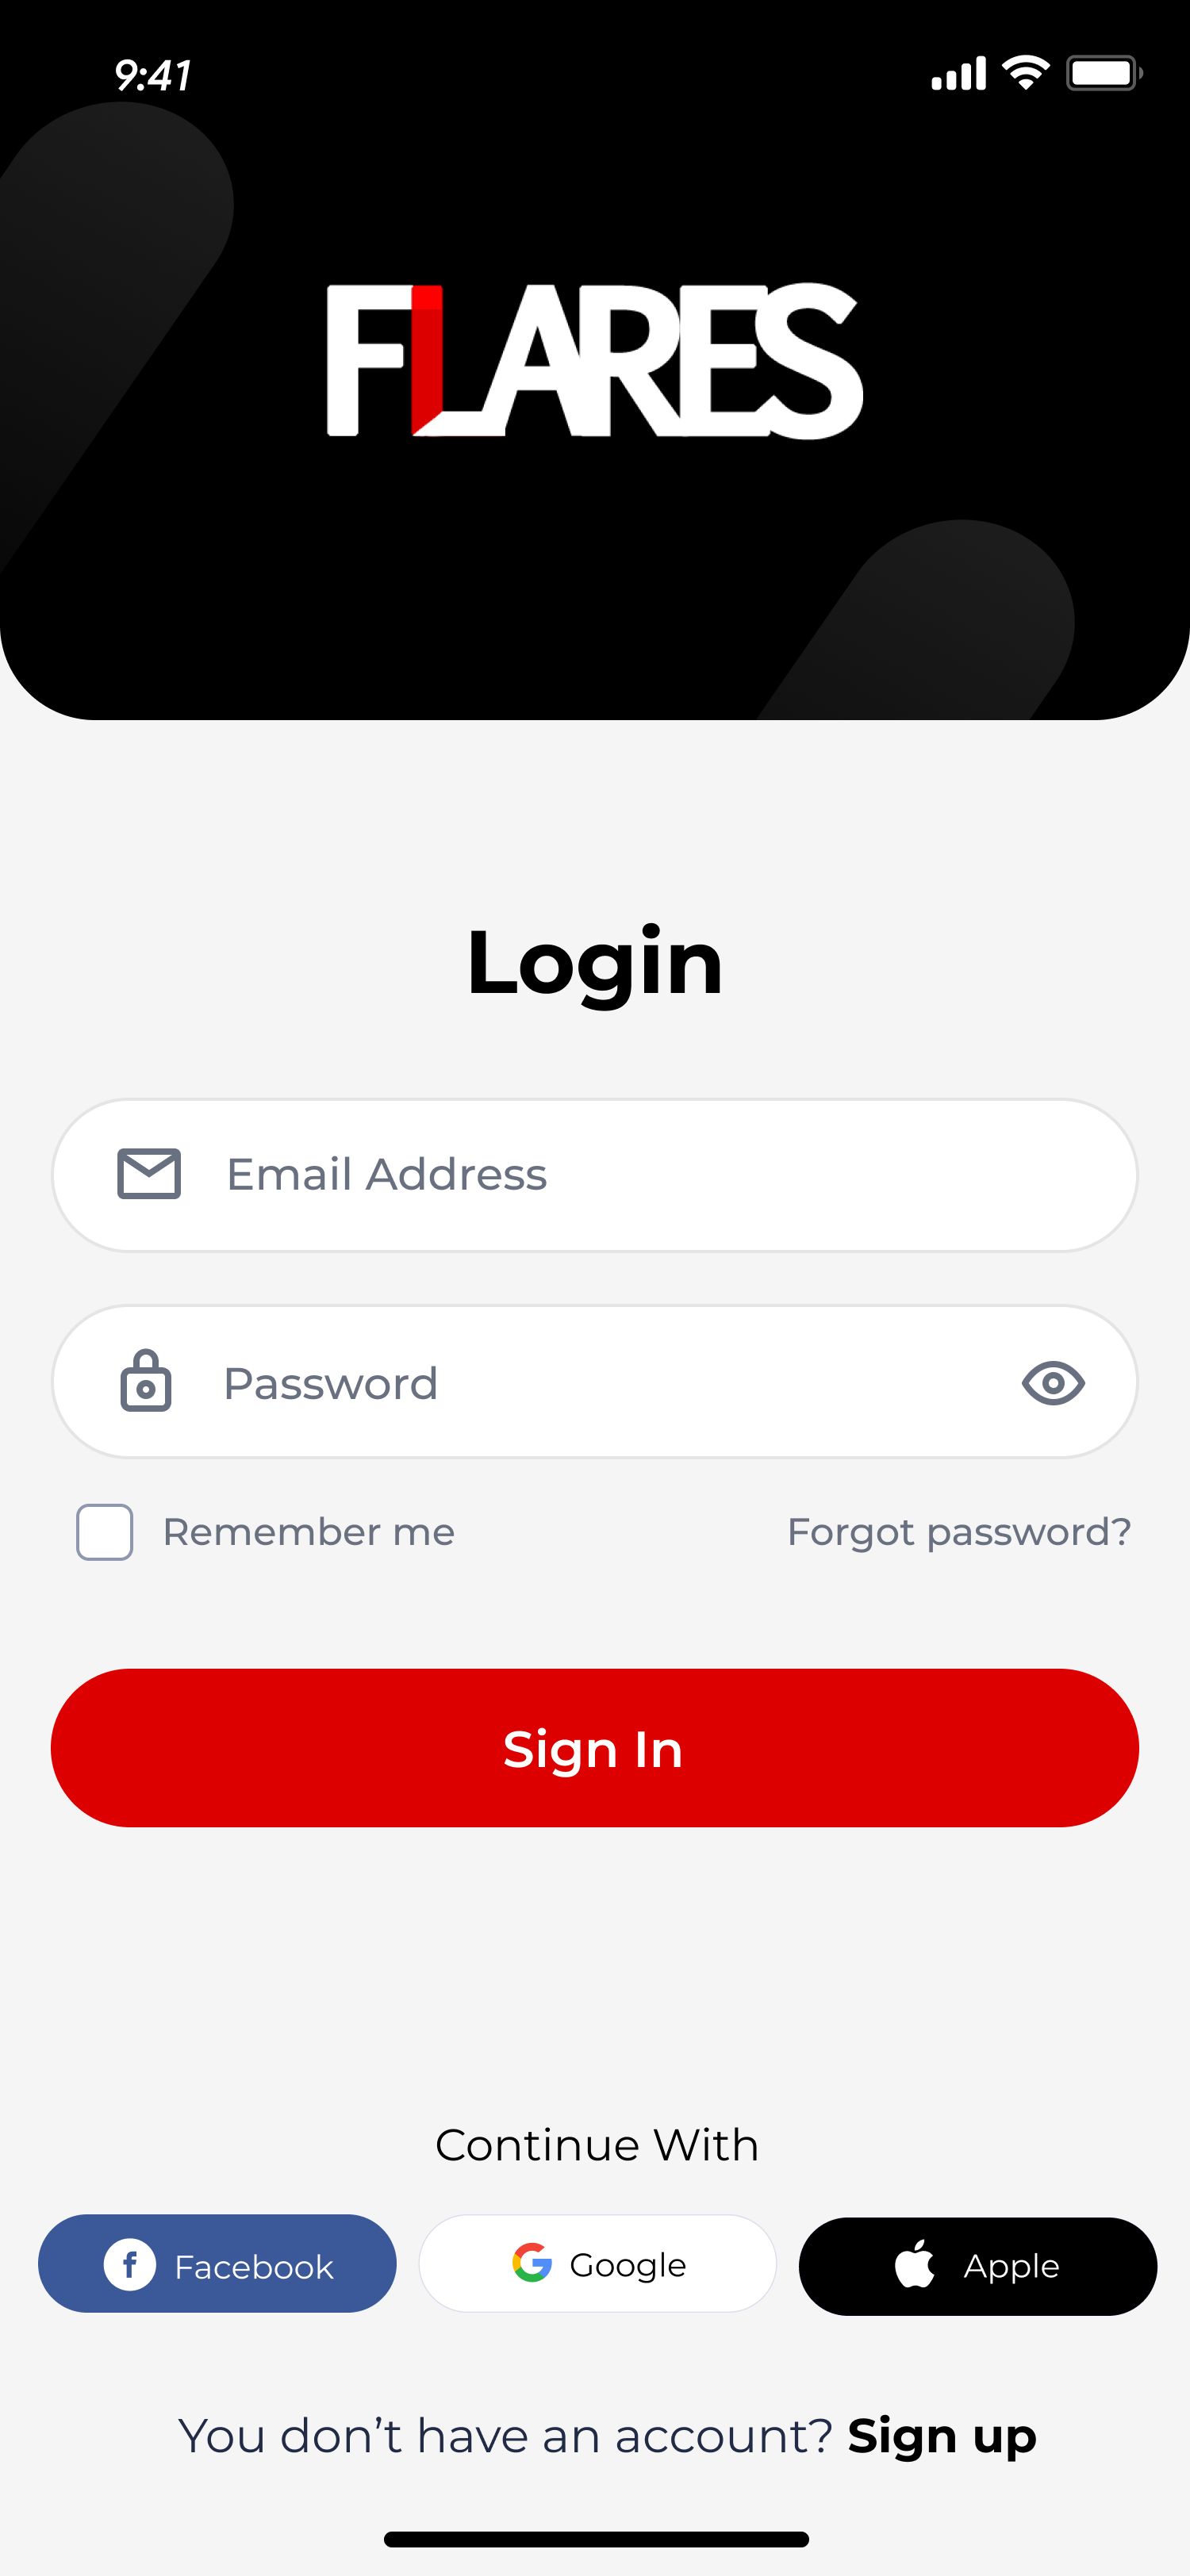 9:41
FLARES
Login
Email Address
Password
Remember me Forgot password?
Sign In
Continue With
Facebook Google Apple
You don’t have an account? Sign up